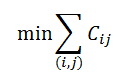 min ∑ C_{ij}
(i,j)